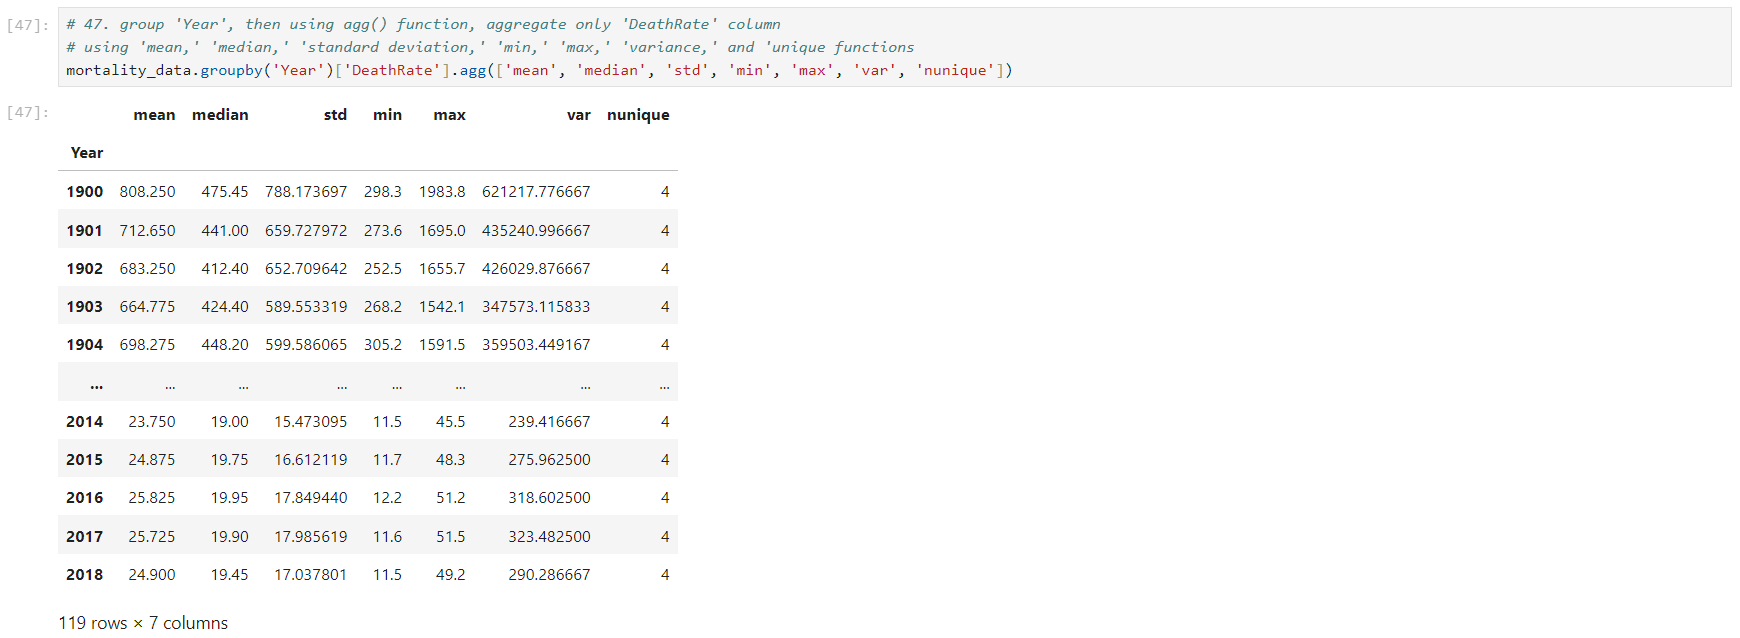 [47]: # 47. group 'Year', then using agg() function, aggregate only 'DeathRate' column
# using 'mean,' 'median,' 'standard deviation,' 'min,' 'max,' 'variance,' and 'unique functions
mortality_data.groupby('Year')['DeathRate'].agg(['mean', 'median', 'std', 'min', 'max', 'var', 'nunique'])
[47]: mean median std min max var nunique
Year
1900 808.250 475.45 788.173697 298.3 1983.8 621217.776667 4
1901 712.650 441.00 659.727972 273.6 1695.0 435240.996667 4
1902 683.250 412.40 652.709642 252.5 1655.7 426029.876667 4
1903 664.775 424.40 589.553319 268.2 1542.1 347573.115833 4
1904 698.275 448.20 599.586065 305.2 1591.5 359503.449167 4
... ... ... ... ... ... ... ...
2014 23.750 19.00 15.473095 11.5 45.5 239.416667 4
2015 24.875 19.75 16.612119 11.7 48.3 275.962500 4
2016 25.825 19.95 17.849440 12.2 51.2 318.602500 4
2017 25.725 19.90 17.985619 11.6 51.5 323.482500 4
2018 24.900 19.45 17.037801 11.5 49.2 290.286667 4
119 rows × 7 columns